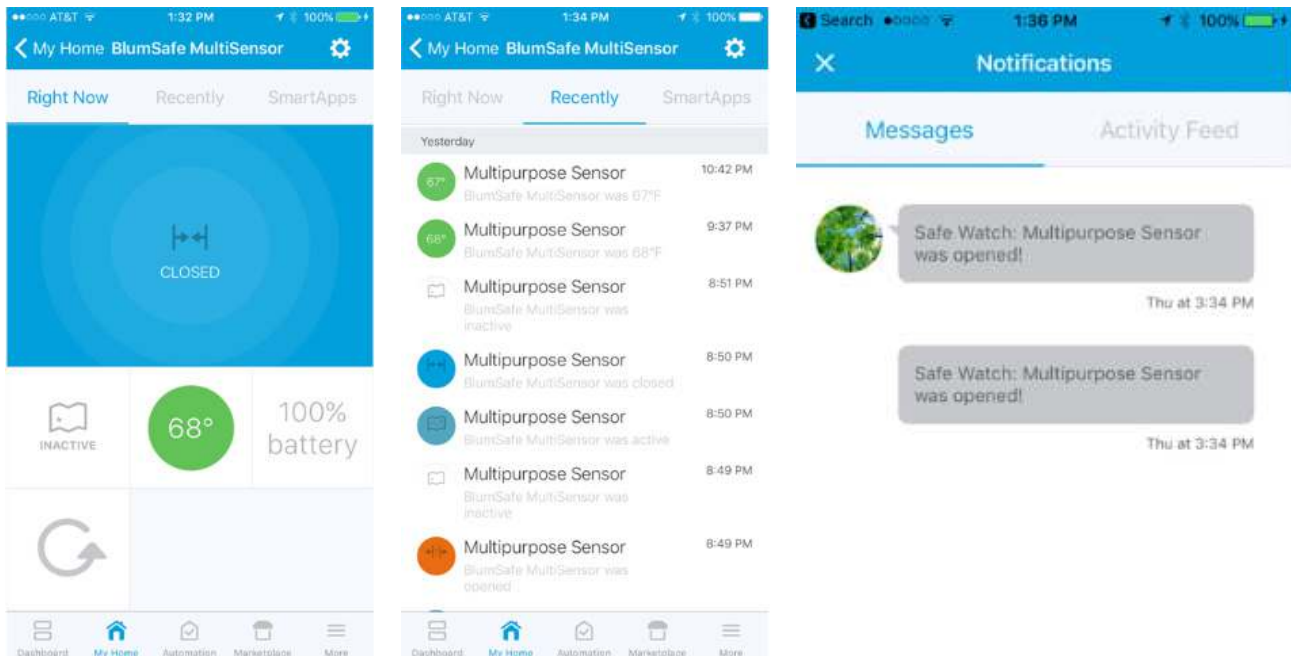 AT&T 1:32 PM 100%
My Home BlumSafe MultiSensor
Right Now Recently SmartApps
CLOSED
INACTIVE
68°
100%
battery
Dashboard My Home Automation Marketplace More
AT&T 1:34 PM 100%
My Home BlumSafe MultiSensor
Right Now Recently SmartApps
Yesterday
67° Multipurpose Sensor 10:42 PM
BlumSafe MultiSensor was 67°F
68° Multipurpose Sensor 9:37 PM
BlumSafe MultiSensor was 68°F
Multipurpose Sensor 8:51 PM
BlumSafe MultiSensor was
inactive
Multipurpose Sensor 8:50 PM
BlumSafe MultiSensor was closed
Multipurpose Sensor 8:50 PM
BlumSafe MultiSensor was active
Multipurpose Sensor 8:49 PM
BlumSafe MultiSensor was
inactive
Multipurpose Sensor 8:49 PM
BlumSafe MultiSensor was
opened
Dashboard My Home Automation Marketplace More
Search 1:36 PM 100%
Notifications
Messages Activity Feed
Safe Watch: Multipurpose Sensor
was opened!
Thu at 3:34 PM
Safe Watch: Multipurpose Sensor
was opened!
Thu at 3:34 PM